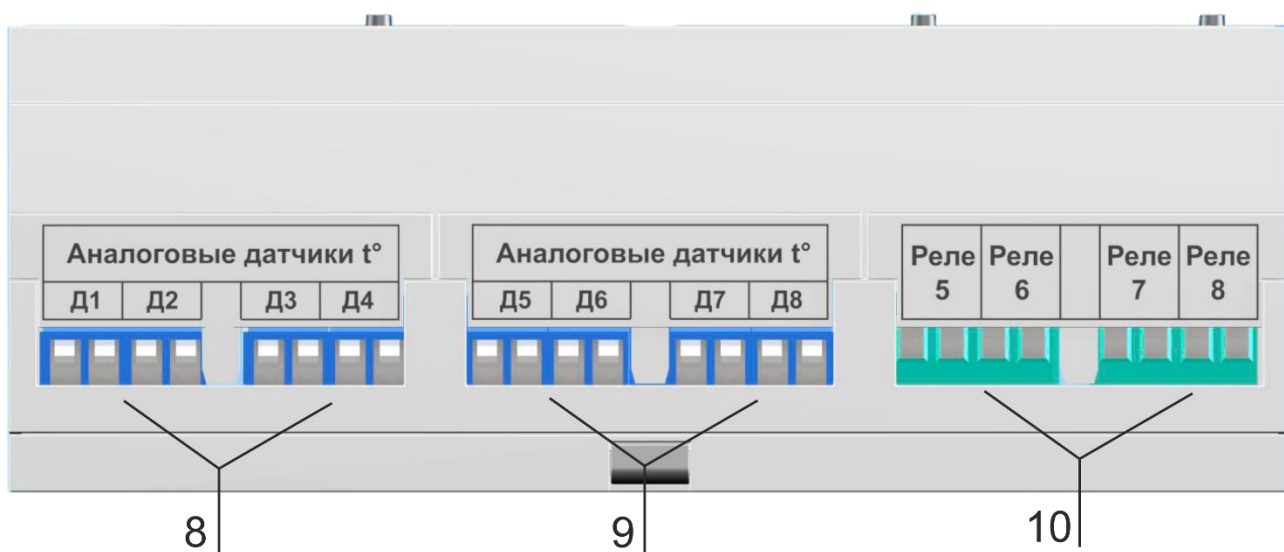 Аналоговые датчики t°
Д1 Д2 Д3 Д4
Аналоговые датчики t°
Д5 Д6 Д7 Д8
Реле Реле Реле Реле
5 6 7 8
8 9 10